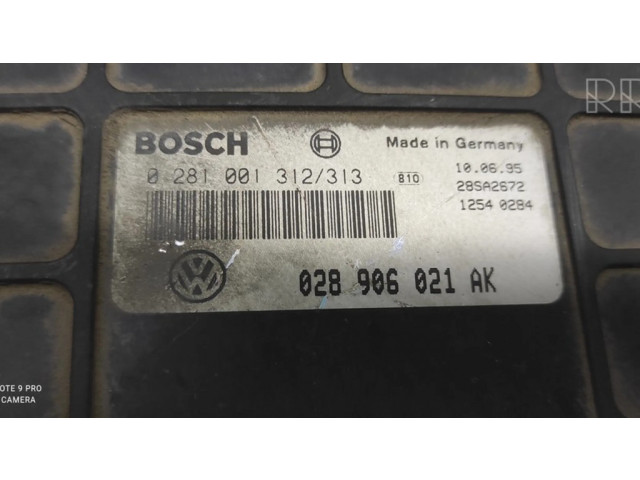 BOSCH
Made in Germany
0 281 001 312/313
810
10.06.95
28SA2672
1254 0284
VW
028 906 021 AK
OTE 9 PRO
CAMERA